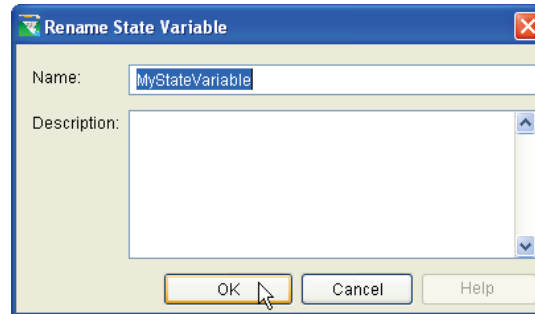 Rename State Variable
Name:
MyStateVariable
Description:
OK Cancel Help